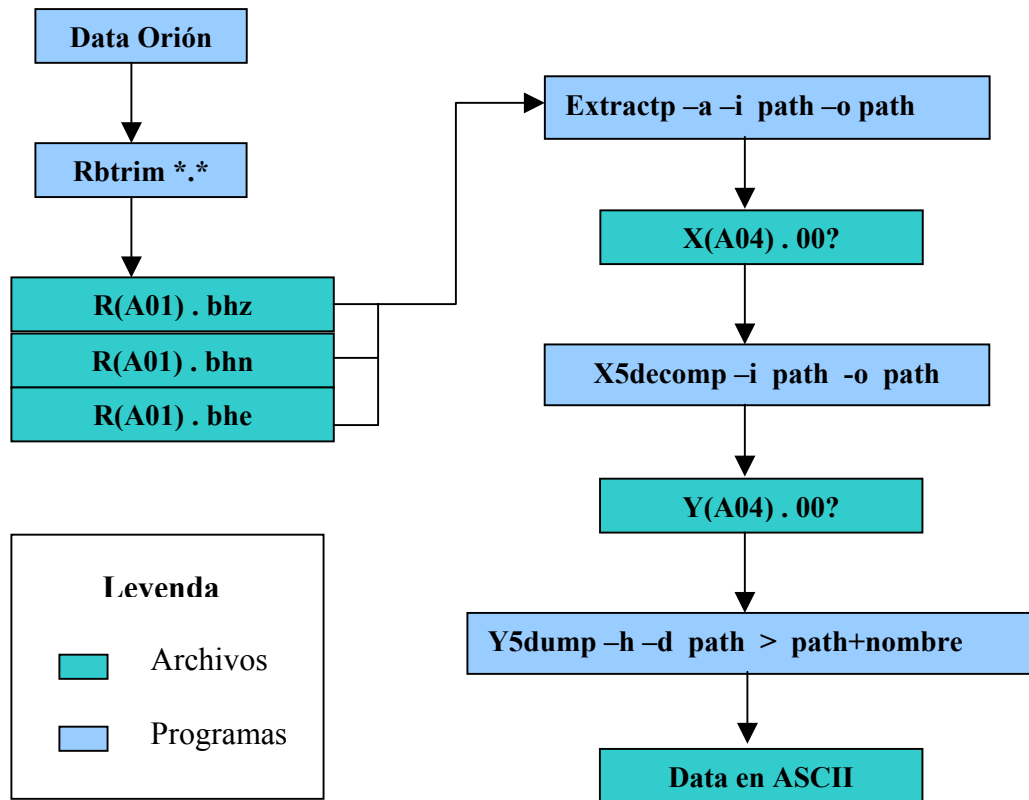 Data Orión
Rbtrim *.*
R(A01) . bhz
R(A01) . bhn
R(A01) . bhe
Extractp –a –i path –o path
X(A04) . 00?
X5decomp –i path -o path
Y(A04) . 00?
Y5dump –h –d path > path+nombre
Data en ASCII
Leyenda
Archivos
Programas